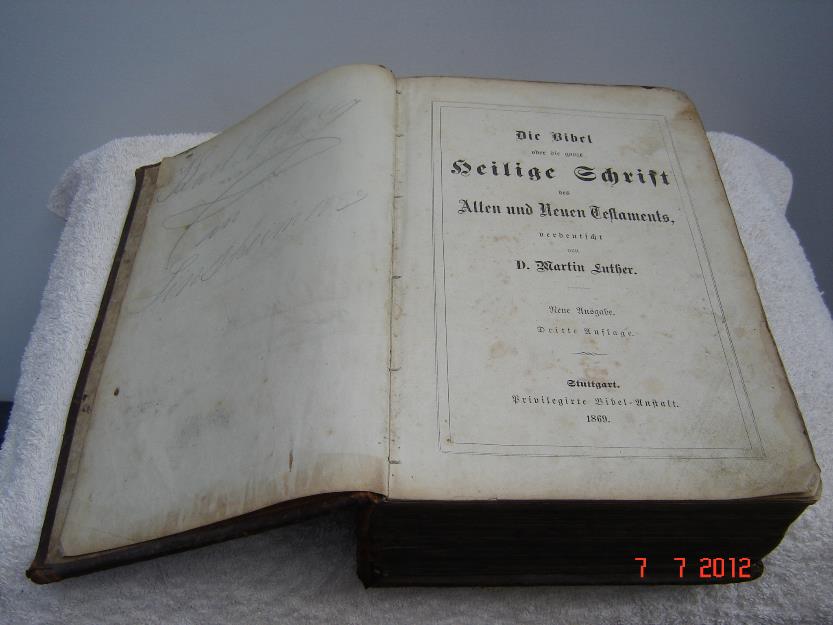 Die Bibel
oder die ganze
Heilige Schrift
des
Alten und Neuen Testaments,
verdeutscht
von
D. Martin Luther.
Neue Ausgabe.
Dritte Auflage.
Stuttgart.
Privilegirte Bibel-Anstalt.
1869.
7 7 2012